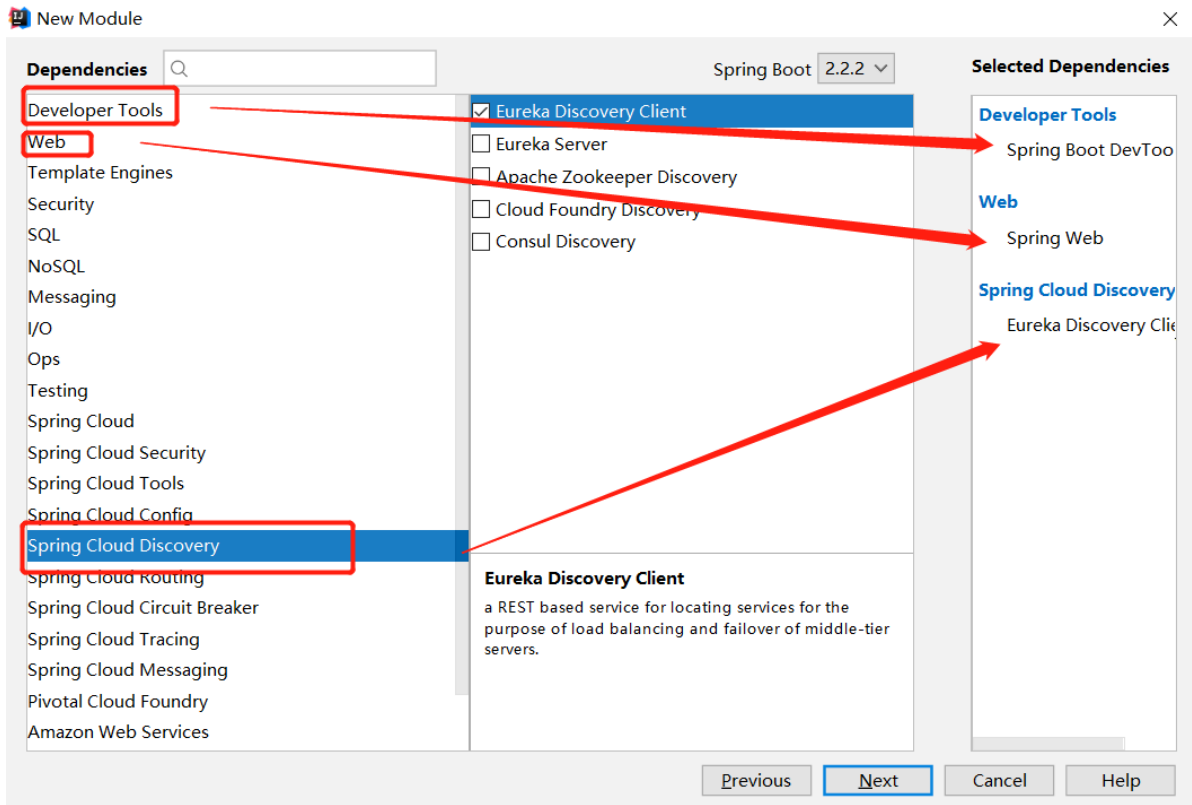 New Module
Dependencies
Spring Boot 2.2.2
Selected Dependencies
Developer Tools
Web
Template Engines
Security
SQL
NoSQL
Messaging
I/O
Ops
Testing
Spring Cloud
Spring Cloud Security
Spring Cloud Tools
Spring Cloud Config
Spring Cloud Discovery
Spring Cloud Routing
Spring Cloud Circuit Breaker
Spring Cloud Tracing
Spring Cloud Messaging
Pivotal Cloud Foundry
Amazon Web Services
Eureka Discovery Client
Eureka Server
Apache Zookeeper Discovery
Cloud Foundry Discovery
Consul Discovery
Eureka Discovery Client
a REST based service for locating services for the
purpose of load balancing and failover of middle-tier
servers.
Developer Tools
Spring Boot DevToo
Web
Spring Web
Spring Cloud Discovery
Eureka Discovery Clie
Previous
Next
Cancel
Help